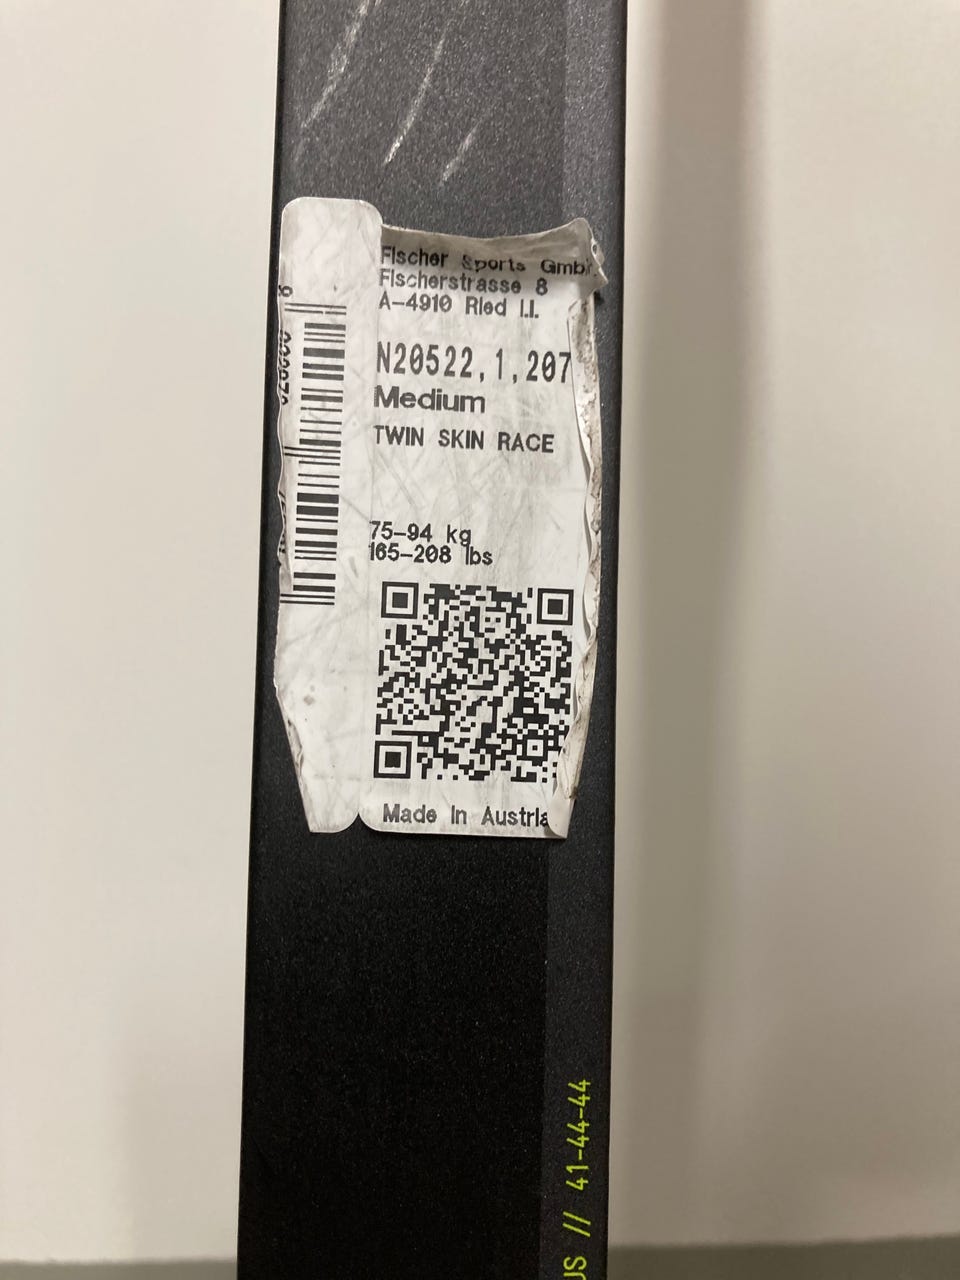 Fischer Sports GmbH
Fischerstrasse 8
A-4910 Ried I.I.
N20522,1,207
Medium
TWIN SKIN RACE
75-94 kg
165-208 lbs
Made in Austria
// 41-44-44